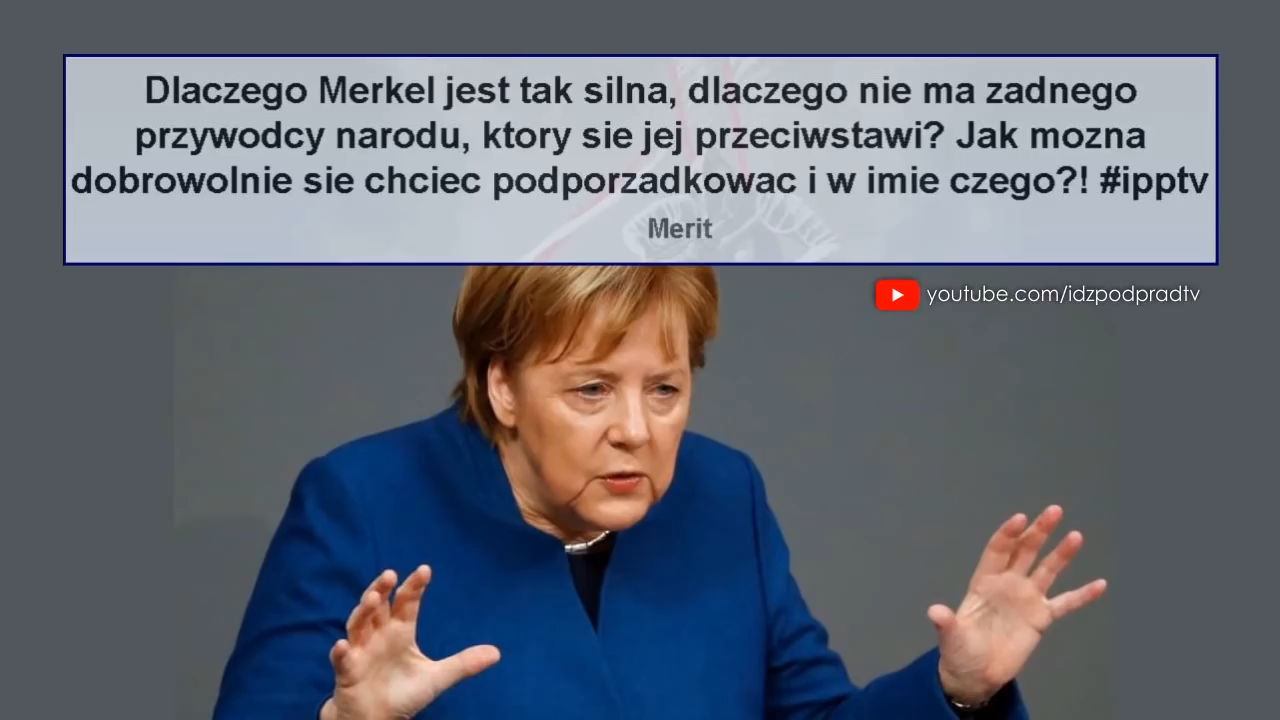 Dlaczego Merkel jest tak silna, dlaczego nie ma zadnego
przywodcy narodu, ktory sie jej przeciwstawi? Jak mozna
dobrowolnie sie chciec podporzadkowac i w imie czego?! #ipptv
Merit
youtube.com/idzpodpradtv